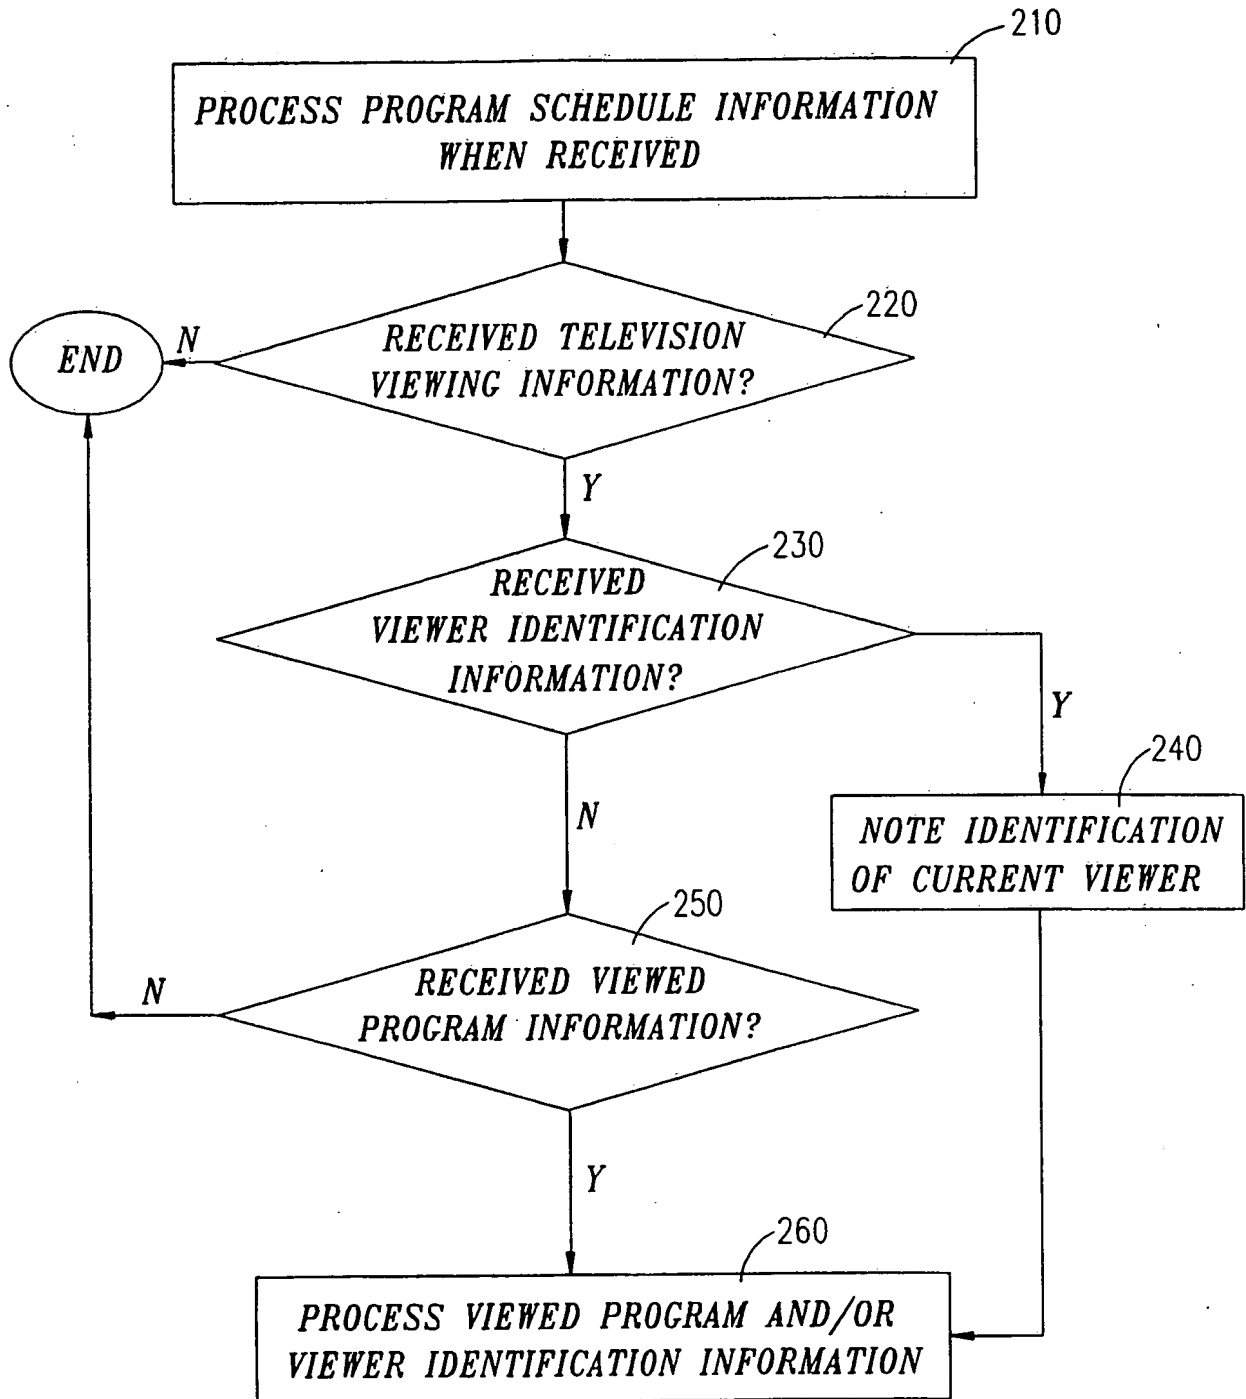 210
PROCESS PROGRAM SCHEDULE INFORMATION
WHEN RECEIVED
220
RECEIVED TELEVISION
VIEWING INFORMATION?
N
END
Y
230
RECEIVED
VIEWER IDENTIFICATION
INFORMATION?
Y
240
NOTE IDENTIFICATION
OF CURRENT VIEWER
N
250
RECEIVED VIEWED
PROGRAM INFORMATION?
N
Y
260
PROCESS VIEWED PROGRAM AND/OR
VIEWER IDENTIFICATION INFORMATION